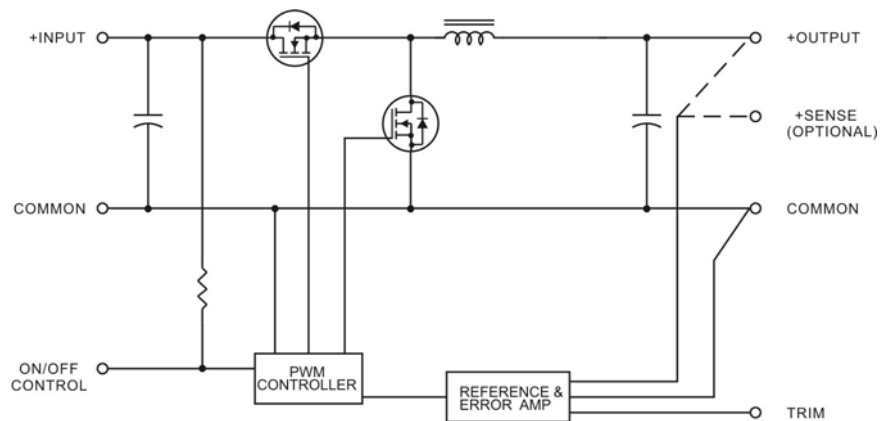 +INPUT
+OUTPUT
+SENSE
(OPTIONAL)
COMMON
COMMON
ON/OFF
CONTROL
PWM
CONTROLLER
REFERENCE &
ERROR AMP
TRIM